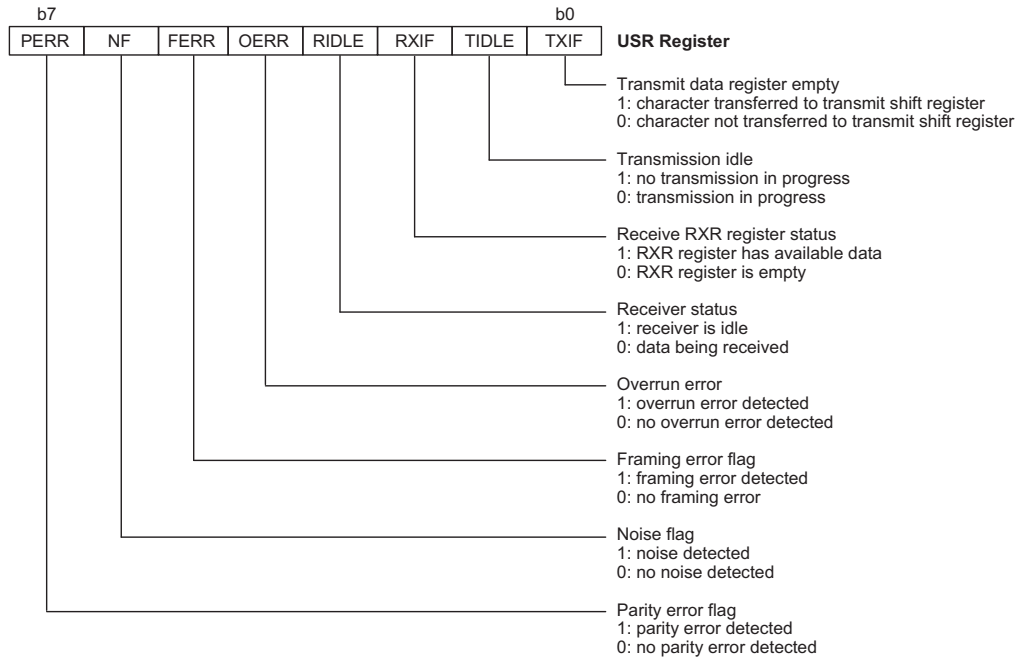 b7 b0
PERR NF FERR OERR RIDLE RXIF TIDLE TXIF USR Register
Transmit data register empty
1: character transferred to transmit shift register
0: character not transferred to transmit shift register
Transmission idle
1: no transmission in progress
0: transmission in progress
Receive RXR register status
1: RXR register has available data
0: RXR register is empty
Receiver status
1: receiver is idle
0: data being received
Overrun error
1: overrun error detected
0: no overrun error detected
Framing error flag
1: framing error detected
0: no framing error
Noise flag
1: noise detected
0: no noise detected
Parity error flag
1: parity error detected
0: no parity error detected